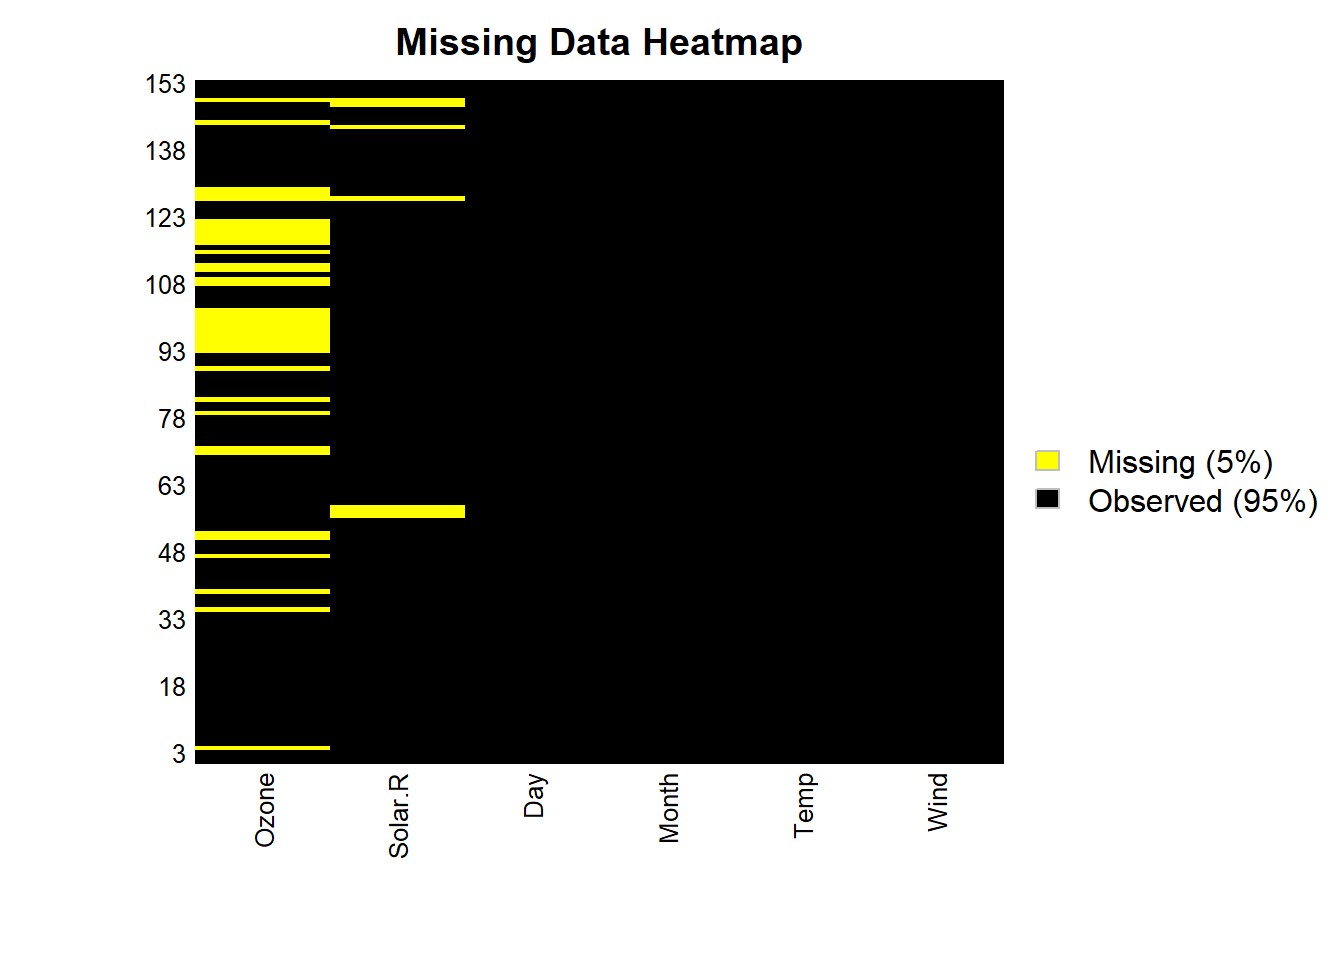 Missing Data Heatmap
153
138
123
108
93
78
63
48
33
18
3
Ozone
Solar.R
Day
Month
Temp
Wind
Missing (5%)
Observed (95%)